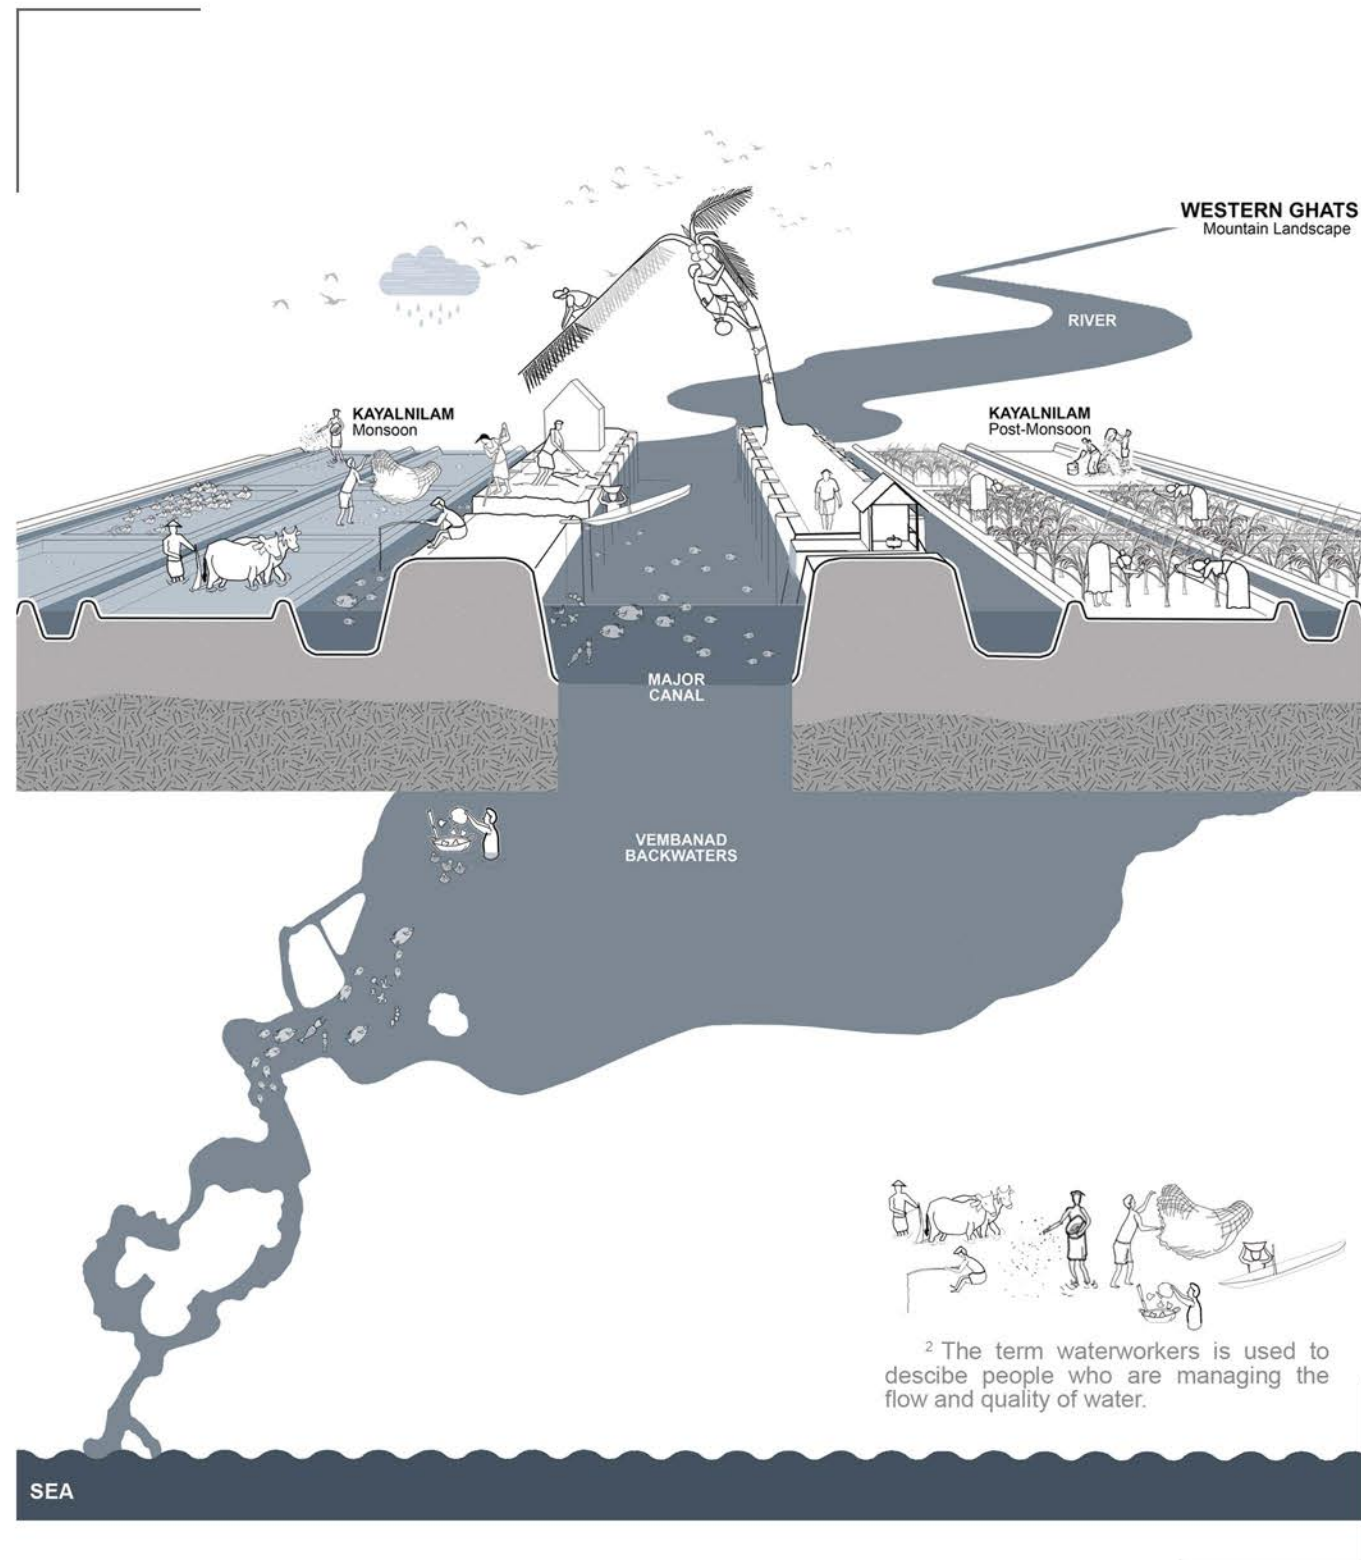 WESTERN GHATS
Mountain Landscape
RIVER
KAYALNILAM
Monsoon
KAYALNILAM
Post-Monsoon
MAJOR
CANAL
VEMBANAD
BACKWATERS
² The term waterworkers is used to
descibe people who are managing the
flow and quality of water.
SEA